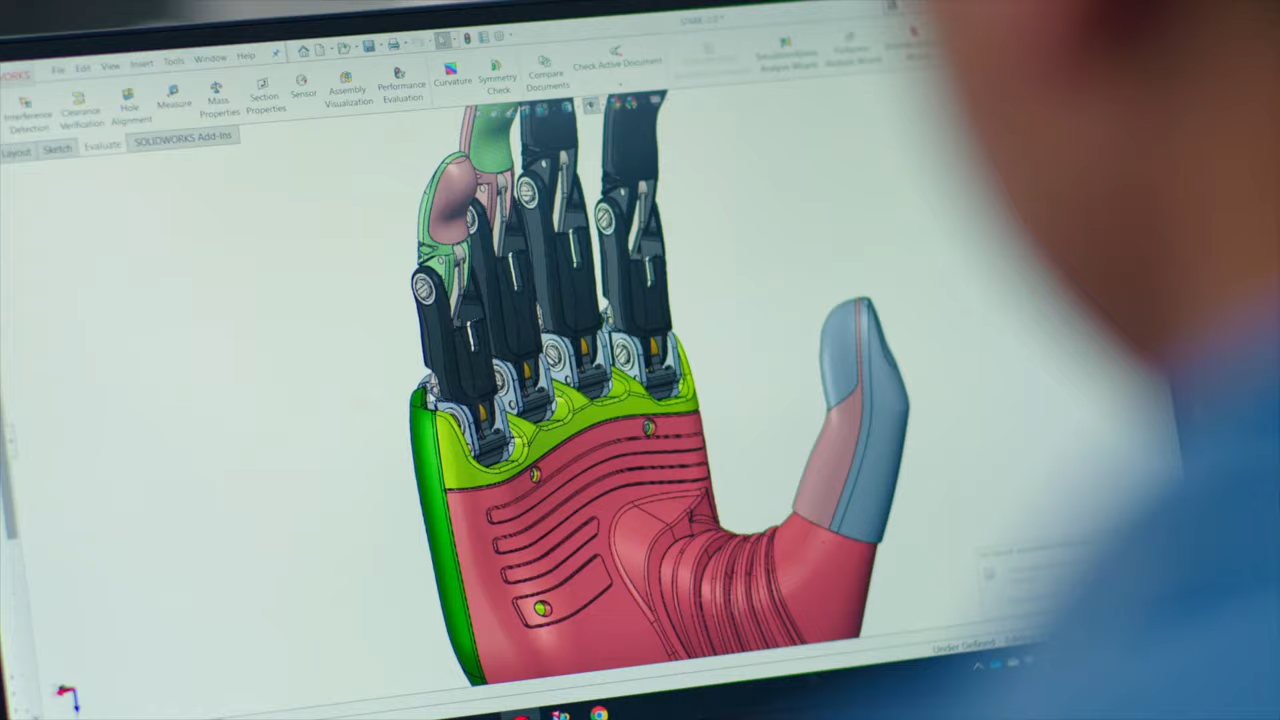 WORKS File Edit View Insert Tools Window Help
Interference Detection
Clearance Verification
Hole Alignment
Measure
Mass Properties
Section Properties
Sensor
Assembly Visualization
Performance Evaluation
Curvature
Symmetry Check
Compare Documents
Check Active Document
Layout Sketch Evaluate SOLIDWORKS Add-Ins
Under Defined